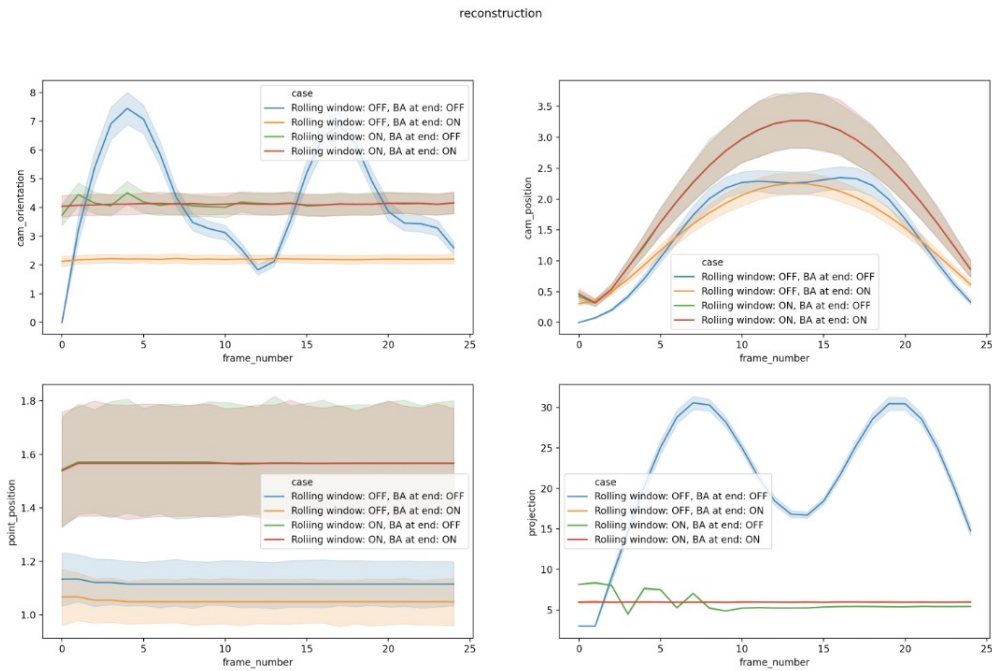 reconstruction
cam_orientation
8
7
6
5
4
3
2
1
0
case
Rolling window: OFF, BA at end: OFF
Rolling window: OFF, BA at end: ON
Roliing window: ON, BA at end: OFF
Roliing window: ON, BA at end: ON
0 5 10 15 20 25
frame_number
cam_position
3.5
3.0
2.5
2.0
1.5
1.0
0.5
0.0
case
Rolling window: OFF, BA at end: OFF
Rolling window: OFF, BA at end: ON
Roliing window: ON, BA at end: OFF
Roliing window: ON, BA at end: ON
0 5 10 15 20 25
frame_number
point_position
1.8
1.6
1.4
1.2
1.0
case
Rolling window: OFF, BA at end: OFF
Rolling window: OFF, BA at end: ON
Roliing window: ON, BA at end: OFF
Roliing window: ON, BA at end: ON
0 5 10 15 20 25
frame_number
projection
30
25
20
15
10
5
case
Rolling window: OFF, BA at end: OFF
Rolling window: OFF, BA at end: ON
Roliing window: ON, BA at end: OFF
Roliing window: ON, BA at end: ON
0 5 10 15 20 25
frame_number